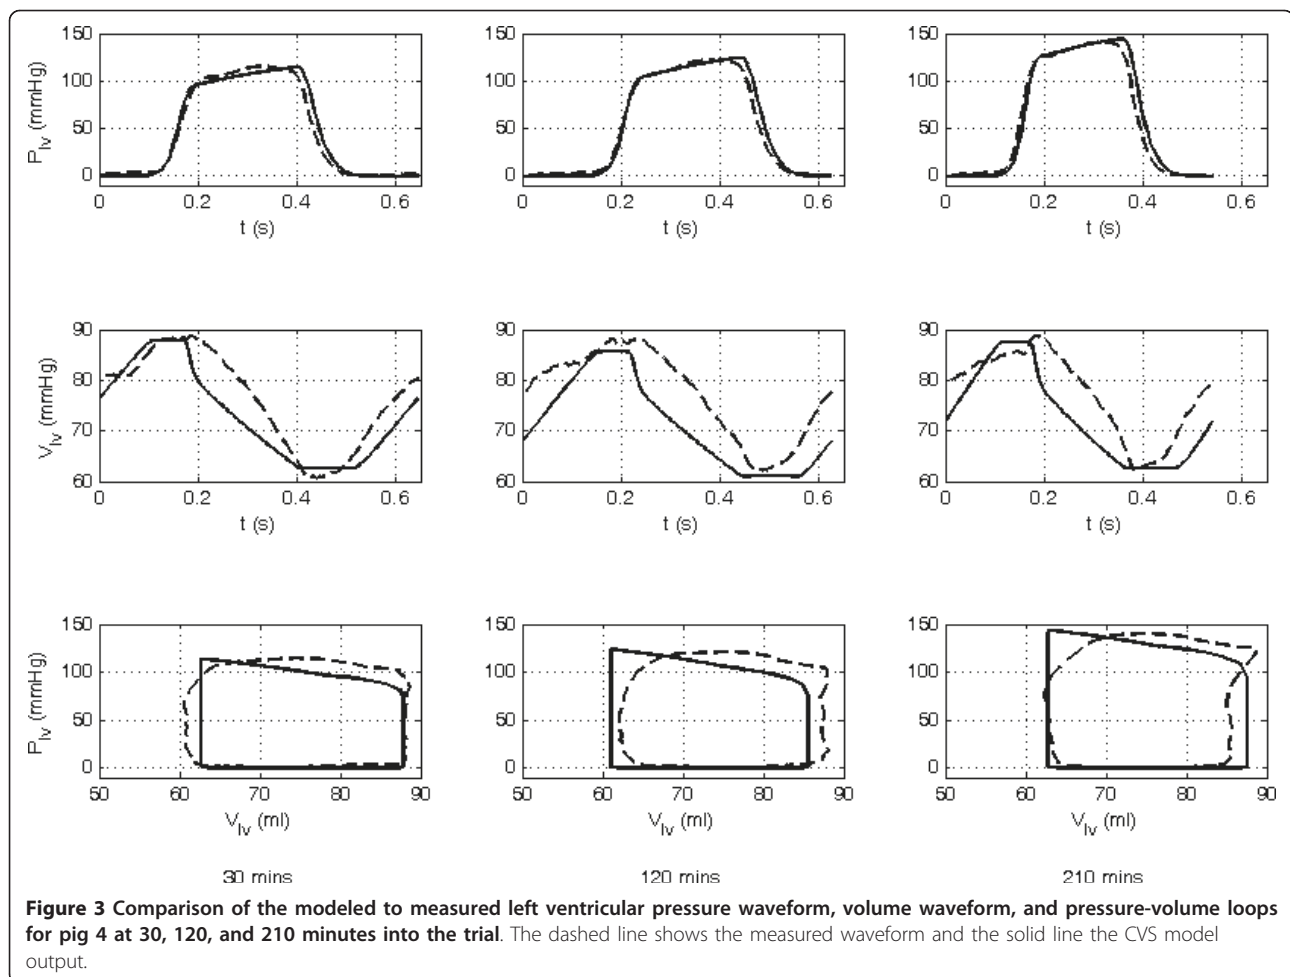 150
100
50
0
P_lv (mmHg)
0 0.2 0.4 0.6
t (s)
0 0.2 0.4 0.6
t (s)
150
100
50
0
0 0.2 0.4 0.6
t (s)
150
100
50
0
90
80
70
60
V_lv (mmHg)
0 0.2 0.4 0.6
t (s)
90
80
70
60
0 0.2 0.4 0.6
t (s)
90
80
70
60
0 0.2 0.4 0.6
t (s)
150
100
50
0
P_lv (mmHg)
50 60 70 80 90
V_lv (ml)
30 mins
150
100
50
0
50 60 70 80 90
V_lv (ml)
120 mins
150
100
50
0
50 60 70 80 90
V_lv (ml)
210 mins
Figure 3 Comparison of the modeled to measured left ventricular pressure waveform, volume waveform, and pressure-volume loops
for pig 4 at 30, 120, and 210 minutes into the trial. The dashed line shows the measured waveform and the solid line the CVS model
output.